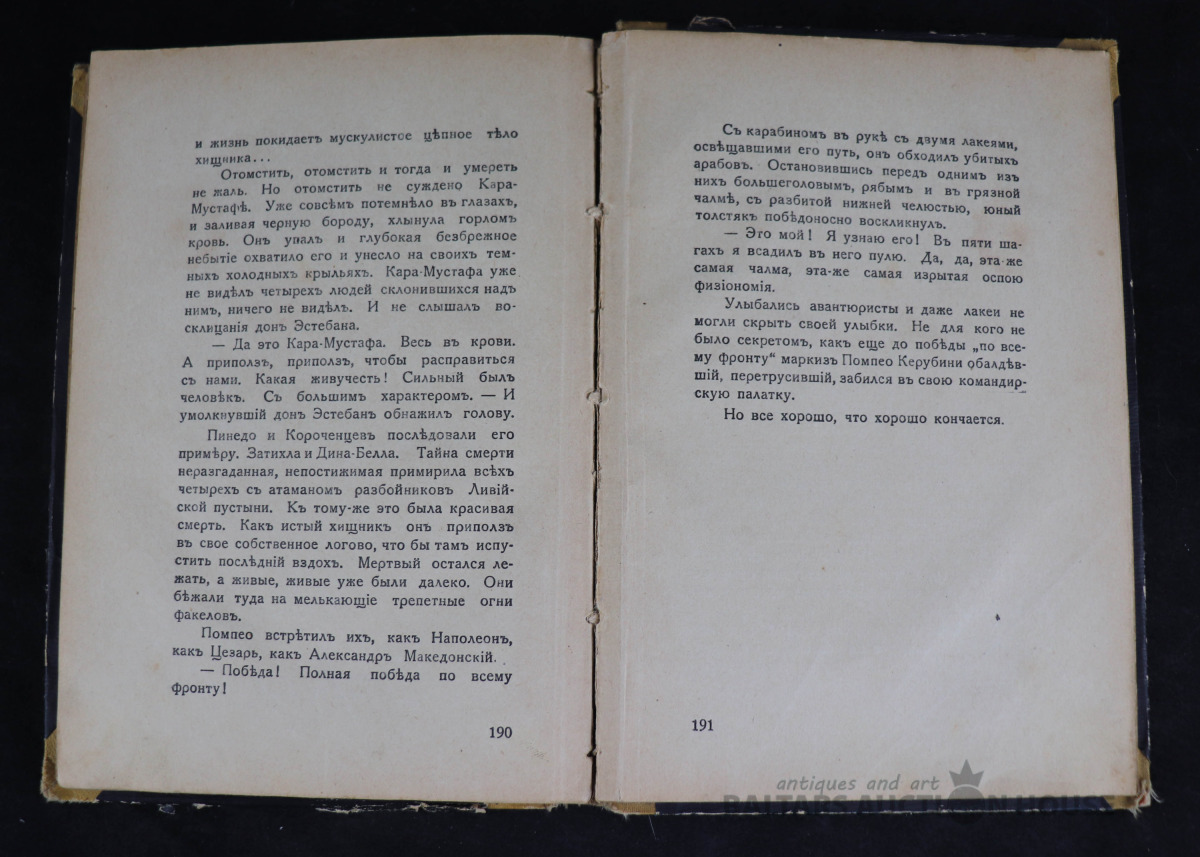 и жизнь покидаетъ мускулистое цѣпное тѣло
хищника...
Отомстить, отомстить и тогда и умереть
не жаль. Но отомстить не суждено Кара-
Мустафѣ. Уже совсѣмъ потемнѣло въ глазахъ,
и заливая черную бороду, хлынула горломъ
кровь. Онъ упалъ и глубокая безбрежное
небытіе охватило его и унесло на своихъ тем-
ныхъ холодныхъ крыльяхъ. Кара-Мустафа уже
не видѣлъ четырехъ людей склонившихся надъ
нимъ, ничего не видѣлъ. И не слышалъ во-
склицанія донъ Эстебана.
— Да это Кара-Мустафа. Весь въ крови.
А приползъ, приползъ, чтобы расправиться
съ нами. Какая живучесть! Сильный былъ
человѣкъ. Съ большимъ характеромъ. — И
умолкнувшій донъ Эстебанъ обнажилъ голову.
Пинедо и Короченцевъ послѣдовали его
примѣру. Затихла и Дина-Белла. Тайна смерти
неразгаданная, непостижимая примирила всѣхъ
четырехъ съ атаманомъ разбойниковъ Ливій-
ской пустыни. Къ тому-же это была красивая
смерть. Какъ истый хищникъ онъ приползъ
въ свое собственное логово, что бы тамъ испу-
стить послѣдній вздохъ. Мертвый остался ле-
жать, а живые, живые уже были далеко. Они
бѣжали туда на мелькающіе трепетные огни
факеловъ.
Помпео встрѣтилъ ихъ, какъ Наполеонъ,
какъ Цезарь, какъ Александръ Македонскій.
— Побѣда! Полная побѣда по всему
фронту!
190
Съ карабиномъ въ рукѣ съ двумя лакеями,
освѣщавшими его путь, онъ обходилъ убитыхъ
арабовъ. Остановившись передъ однимъ изъ
нихъ большеголовымъ, рябымъ и въ грязной
чалмѣ, съ разбитой нижней челюстью, юный
толстякъ побѣдоносно воскликнулъ.
— Это мой! Я узнаю его! Въ пяти ша-
гахъ я всадилъ въ него пулю. Да, да, эта-же
самая чалма, эта-же самая изрытая оспою
физіономія.
Улыбались авантюристы и даже лакеи не
могли скрыть своей улыбки. Не для кого не
было секретомъ, какъ еще до побѣды „по все-
му фронту“ маркизъ Помпео Керубини обалдѣв-
шій, перетрусившій, забился въ свою командир-
скую палатку.
Но все хорошо, что хорошо кончается.
191
antiques and art
BALTARS AUCTION HOUSE